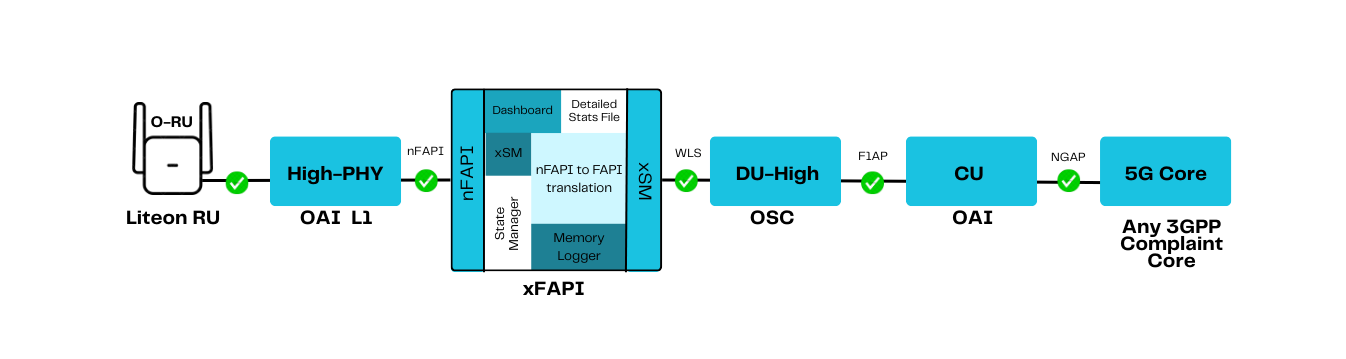 O-RU
Liteon RU
High-PHY
OAI L1
nFAPI
nFAPI
Dashboard
Detailed
Stats File
xSM
nFAPI to FAPI
translation
State
Manager
Memory
Logger
xSM
xFAPI
WLS
DU-High
OSC
F1AP
CU
OAI
NGAP
5G Core
Any 3GPP
Complaint
Core